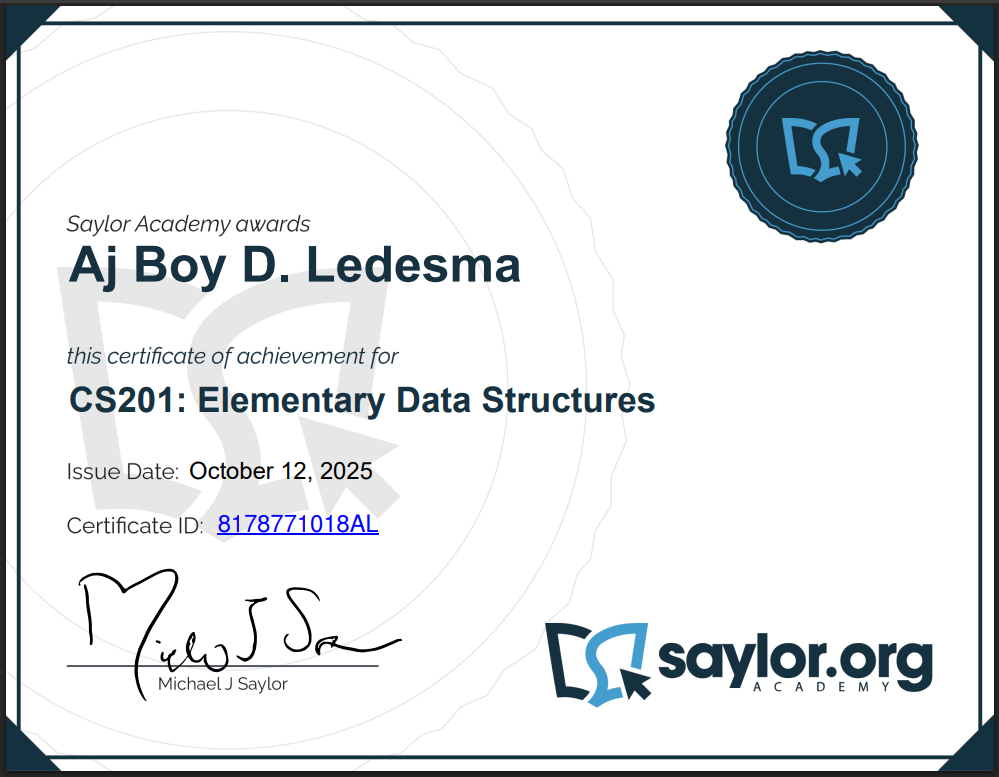 Saylor Academy awards
Aj Boy D. Ledesma
this certificate of achievement for
CS201: Elementary Data Structures
Issue Date: October 12, 2025
Certificate ID: 8178771018AL
Michael J Saylor
saylor.org
ACADEMY